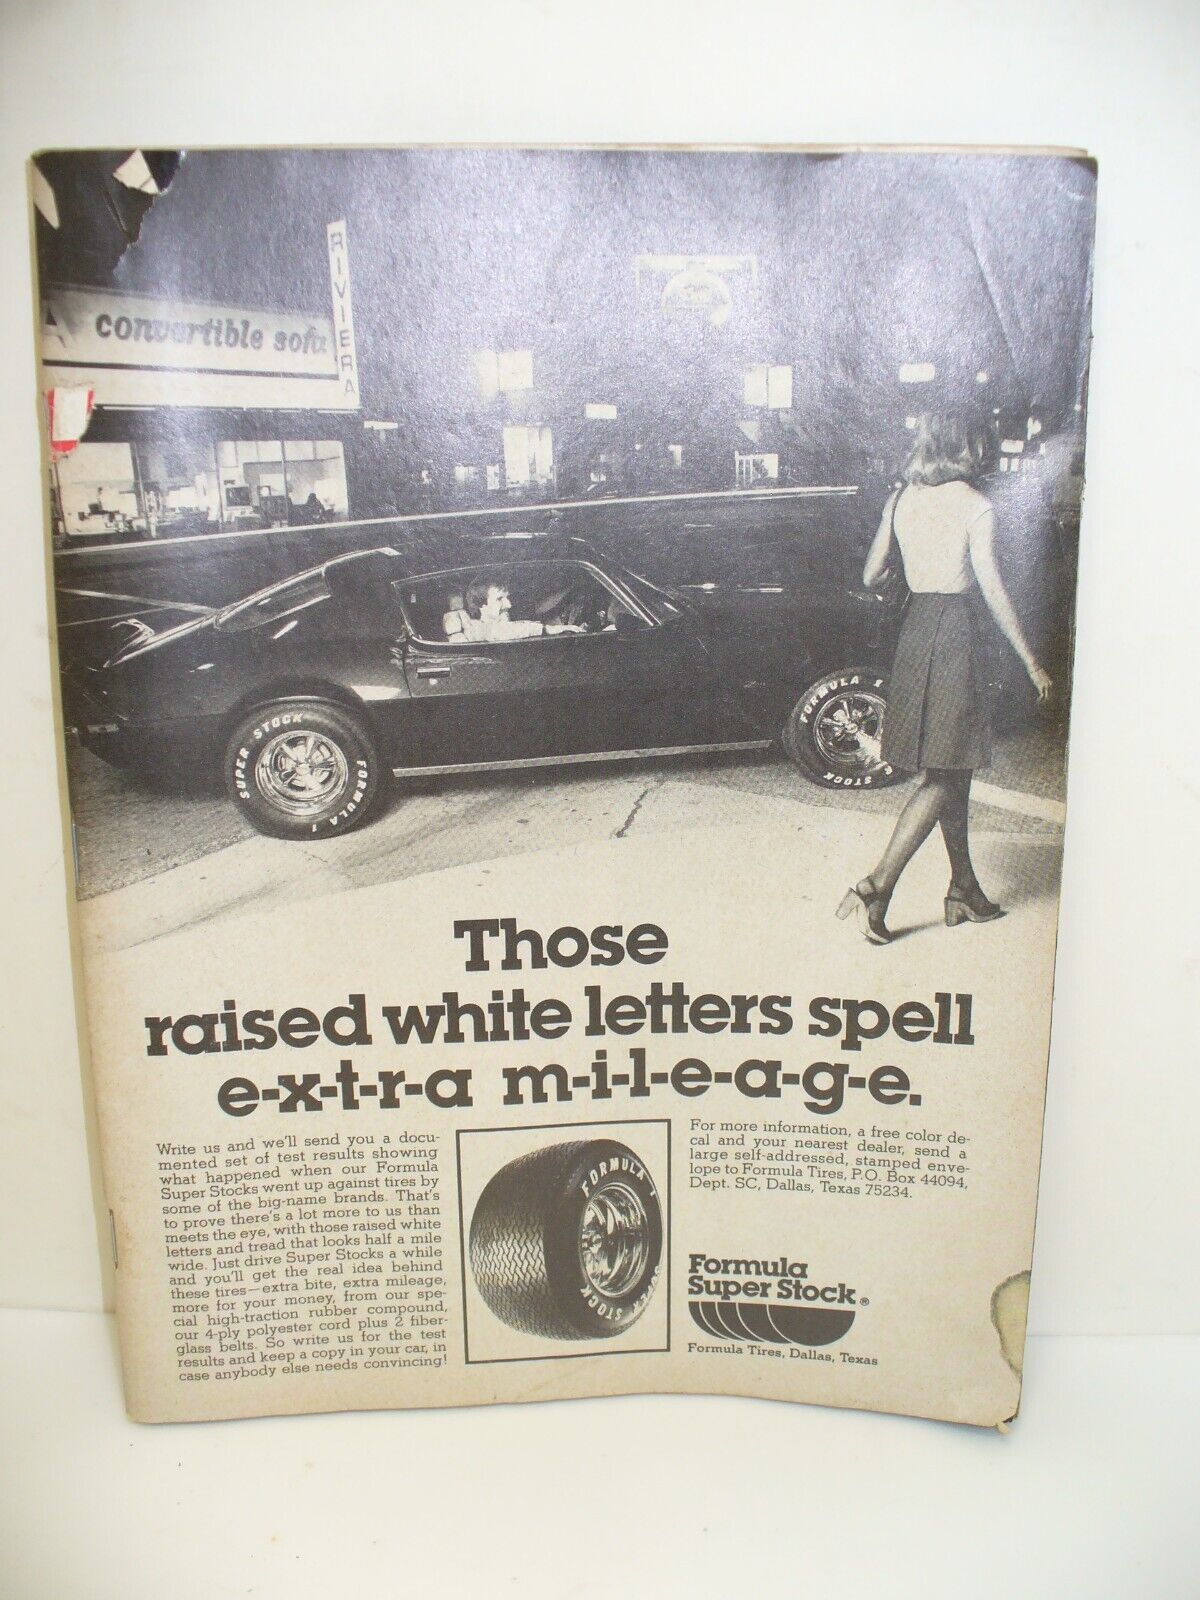 RIVIERA
convertible sofa
SUPER STOCK
FORMULA 1
FORMULA 1
STOCK
Those
raised white letters spell
e-x-t-r-a m-i-l-e-a-g-e.
Write us and we'll send you a docu-
mented set of test results showing
what happened when our Formula
Super Stocks went up against tires by
some of the big-name brands. That's
to prove there's a lot more to us than
meets the eye, with those raised white
letters and tread that looks half a mile
wide. Just drive Super Stocks a while
and you'll get the real idea behind
these tires—extra bite, extra mileage,
more for your money, from our spe-
cial high-traction rubber compound,
our 4-ply polyester cord plus 2 fiber-
glass belts. So write us for the test
results and keep a copy in your car, in
case anybody else needs convincing!
FORMULA 1
STOCK
For more information, a free color de-
cal and your nearest dealer, send a
large self-addressed, stamped enve-
lope to Formula Tires, P.O. Box 44094,
Dept. SC, Dallas, Texas 75234.
Formula
Super Stock®
Formula Tires, Dallas, Texas